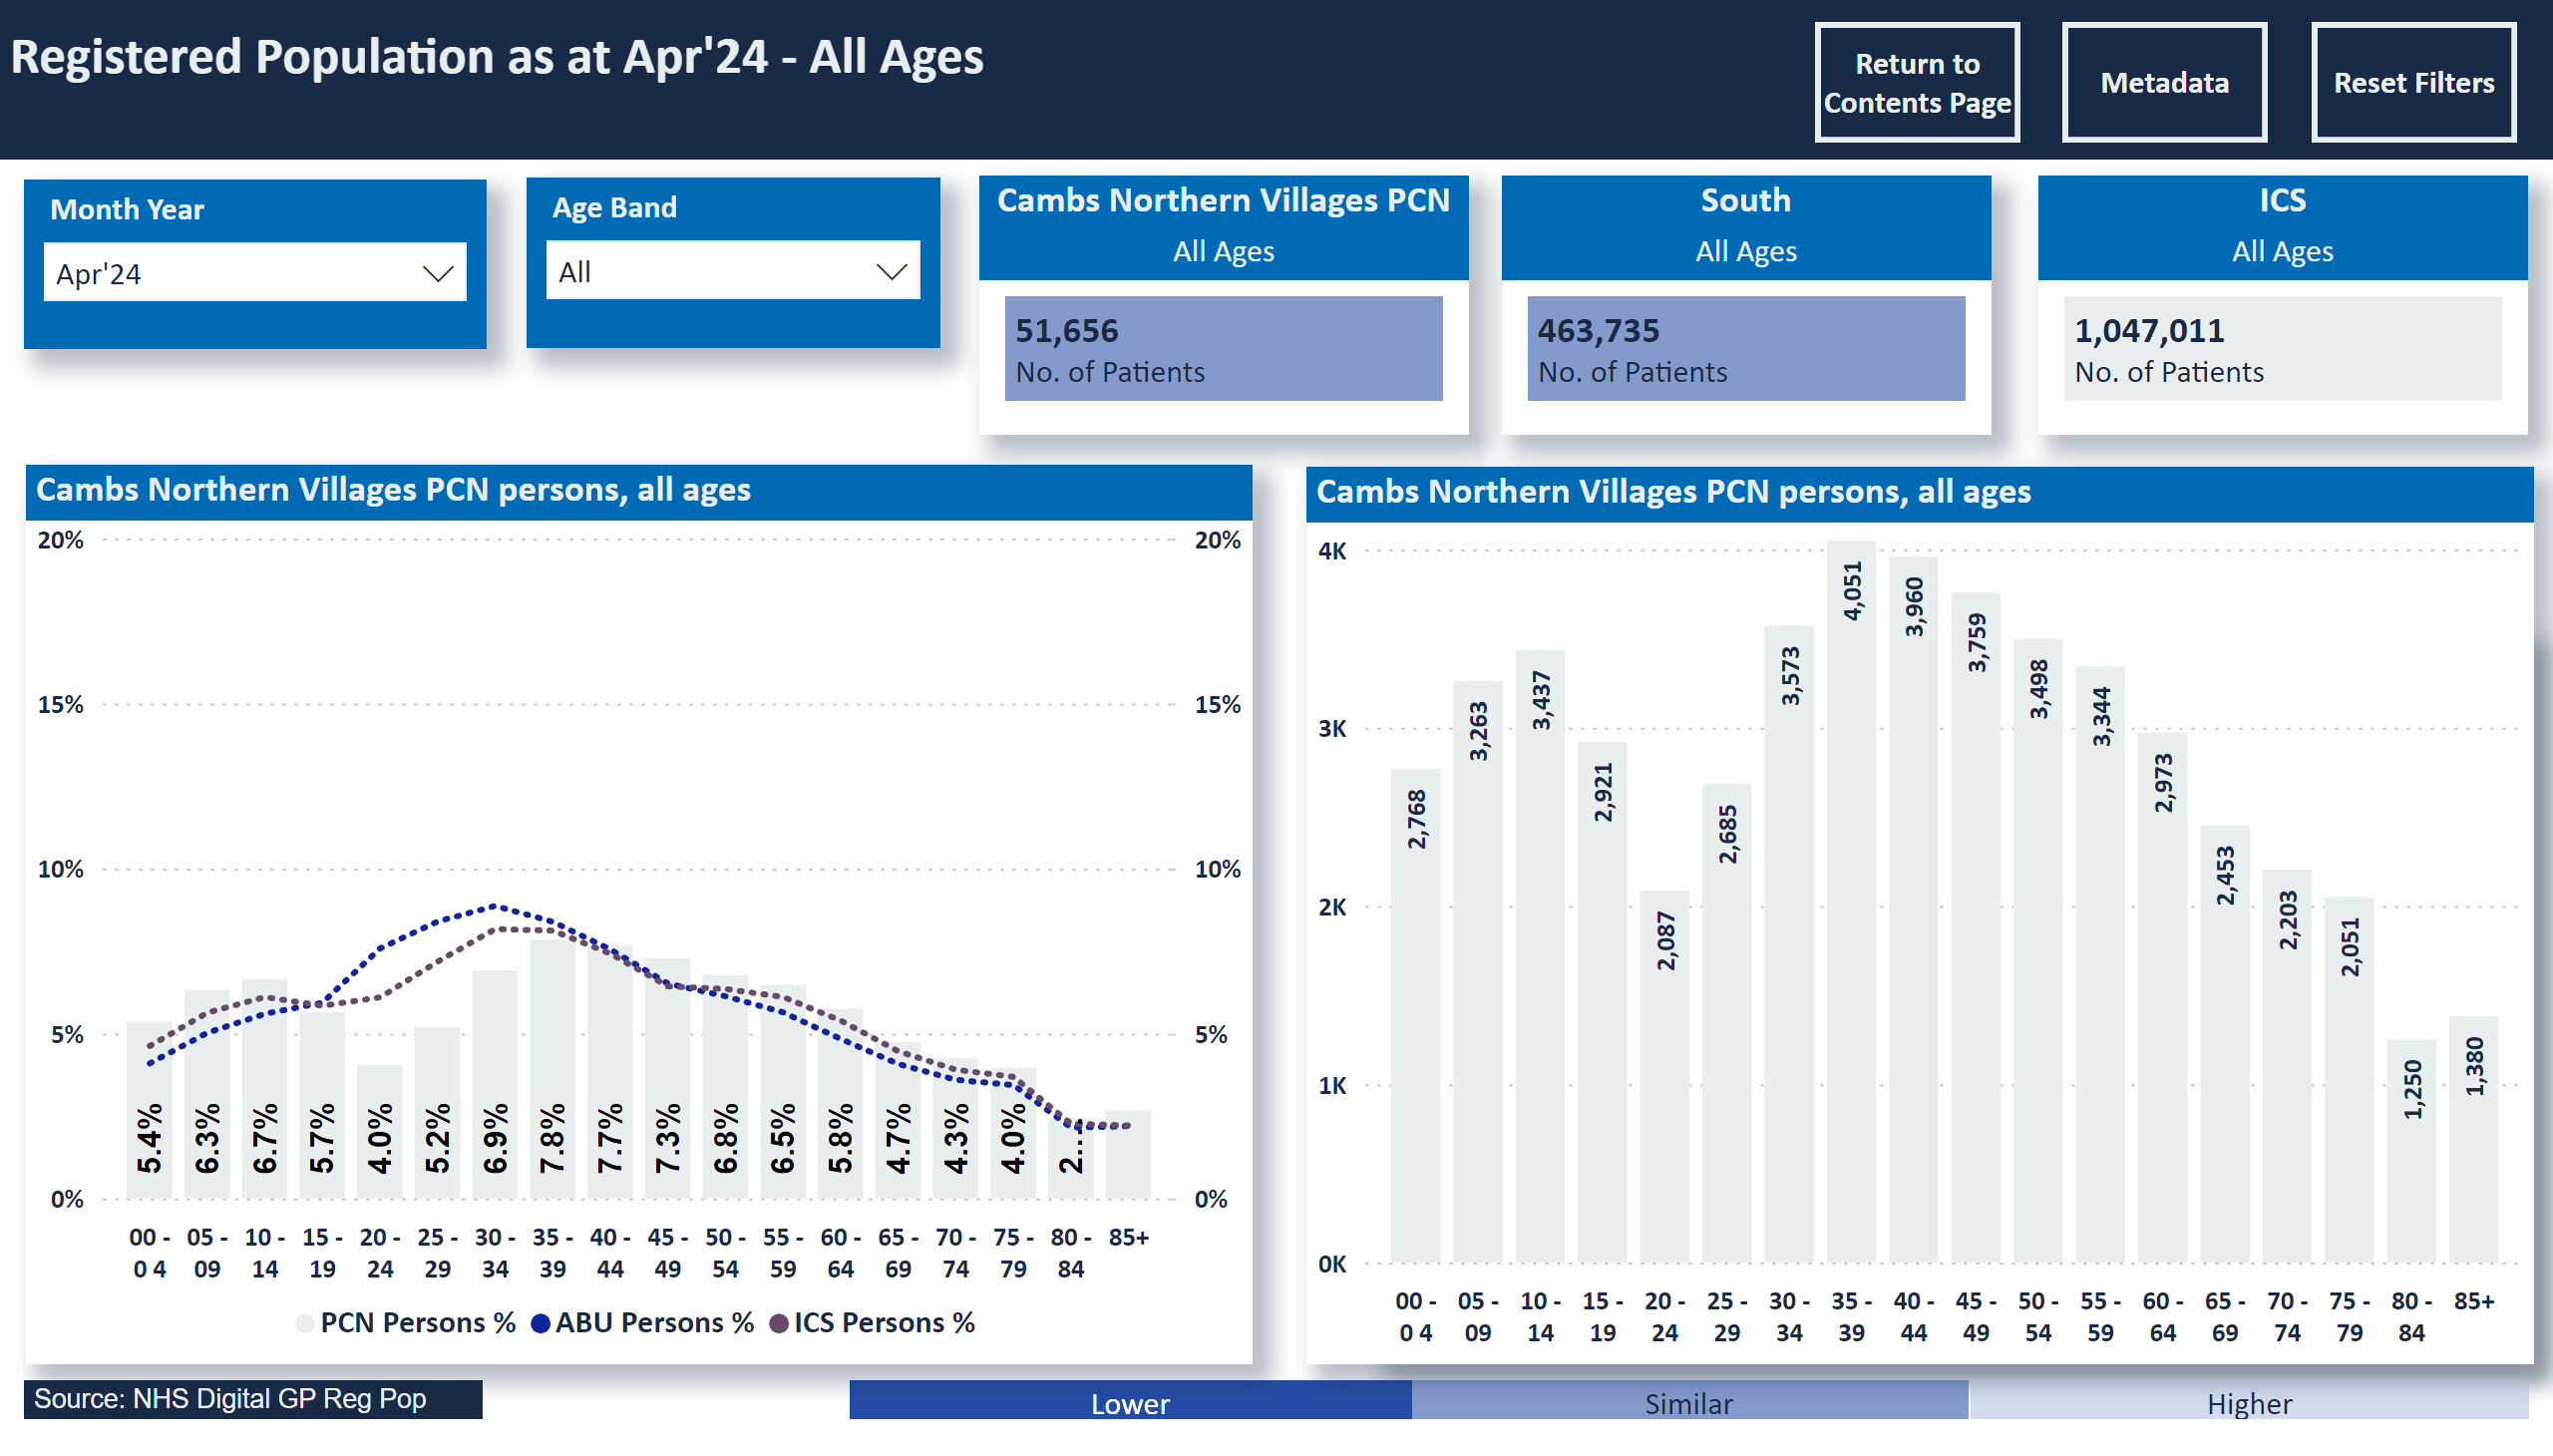 Registered Population as at Apr'24 - All Ages
Return to
Contents Page
Metadata
Reset Filters
Month Year
Apr'24
Age Band
All
Cambs Northern Villages PCN
All Ages
51,656
No. of Patients
South
All Ages
463,735
No. of Patients
ICS
All Ages
1,047,011
No. of Patients
Cambs Northern Villages PCN persons, all ages
20%
15%
10%
5%
0%
20%
15%
10%
5%
0%
5.4%
6.3%
6.7%
5.7%
4.0%
5.2%
6.9%
7.8%
7.7%
7.3%
6.8%
6.5%
5.8%
4.7%
4.3%
4.0%
2...
00 - 05 - 10 - 15 - 20 - 25 - 30 - 35 - 40 - 45 - 50 - 55 - 60 - 65 - 70 - 75 - 80 - 85+
0 4 09 14 19 24 29 34 39 44 49 54 59 64 69 74 79 84
PCN Persons % ABU Persons % ICS Persons %
Cambs Northern Villages PCN persons, all ages
4K
3K
2K
1K
0K
2,768
3,263
3,437
2,921
2,087
2,685
3,573
4,051
3,960
3,759
3,498
3,344
2,973
2,453
2,203
2,051
1,250
1,380
00 - 05 - 10 - 15 - 20 - 25 - 30 - 35 - 40 - 45 - 50 - 55 - 60 - 65 - 70 - 75 - 80 - 85+
0 4 09 14 19 24 29 34 39 44 49 54 59 64 69 74 79 84
Source: NHS Digital GP Reg Pop
Lower
Similar
Higher